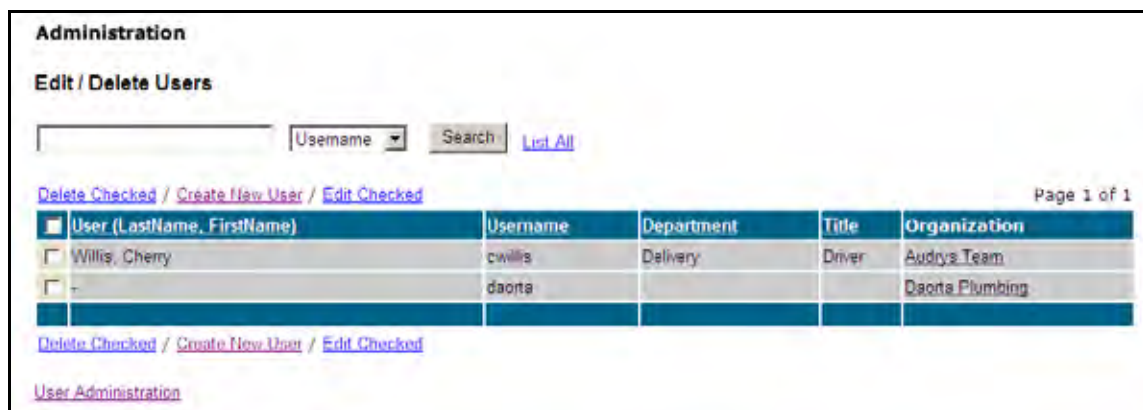 Administration
Edit / Delete Users
Username Search List All
Delete Checked / Create New User / Edit Checked Page 1 of 1
User (LastName, FirstName) Username Department Title Organization
Willis, Cherry cwillis Delivery Driver Audrys Team
- daorta Daorta Plumbing
Delete Checked / Create New User / Edit Checked
User Administration